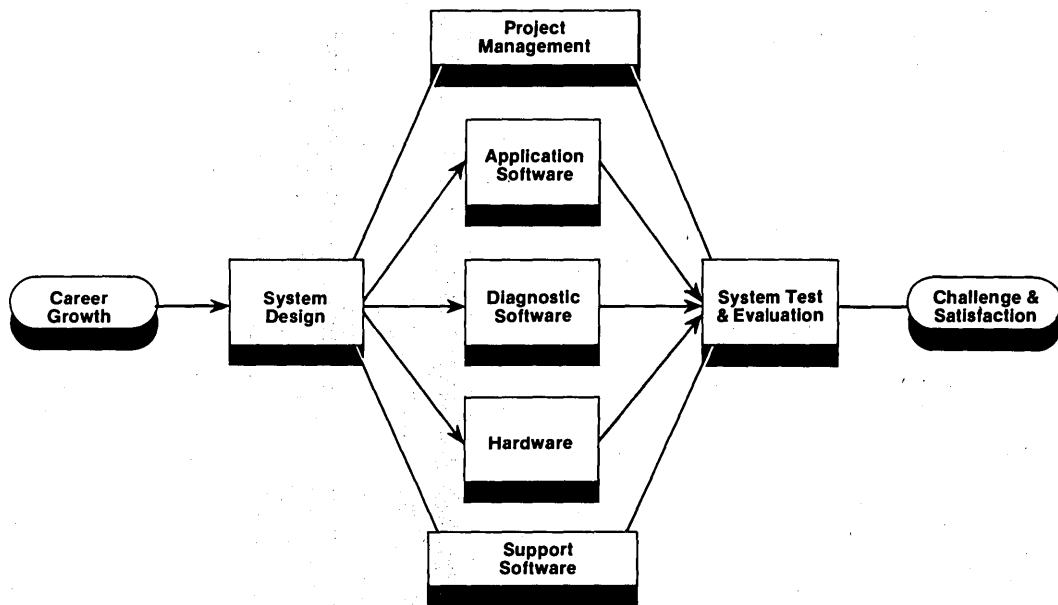 Project
Management
Application
Software
Career
Growth
System
Design
Diagnostic
Software
System Test
& Evaluation
Challenge &
Satisfaction
Hardware
Support
Software